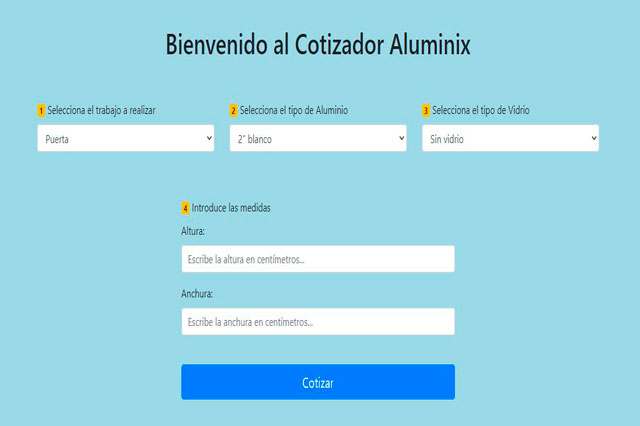 Bienvenido al Cotizador Aluminix
1 Selecciona el trabajo a realizar
Puerta
2 Selecciona el tipo de Aluminio
2" blanco
3 Selecciona el tipo de Vidrio
Sin vidrio
4 Introduce las medidas
Altura:
Escribe la altura en centímetros...
Anchura:
Escribe la anchura en centímetros...
Cotizar